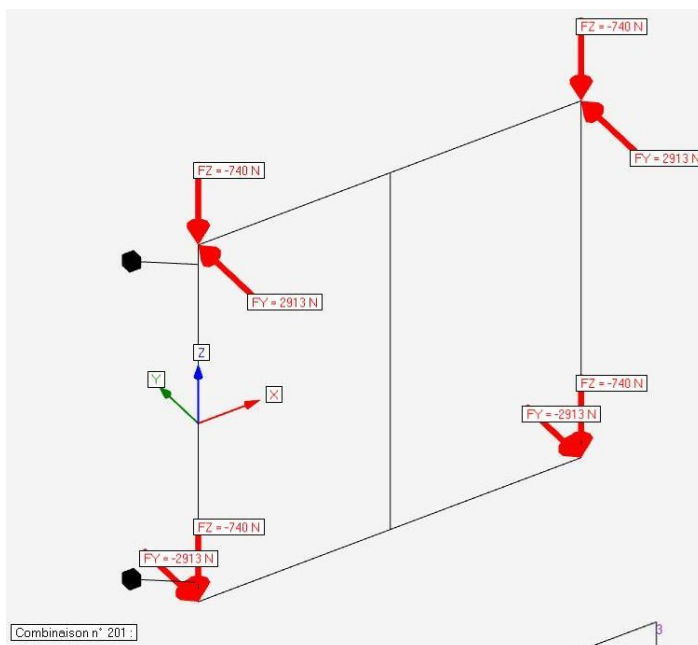 FZ = -740 N
FY = 2913 N
FZ = -740 N
FY = 2913 N
Z
Y
X
FZ = -740 N
FY = -2913 N
FZ = -740 N
FY = -2913 N
Combinaison n° 201 :
3